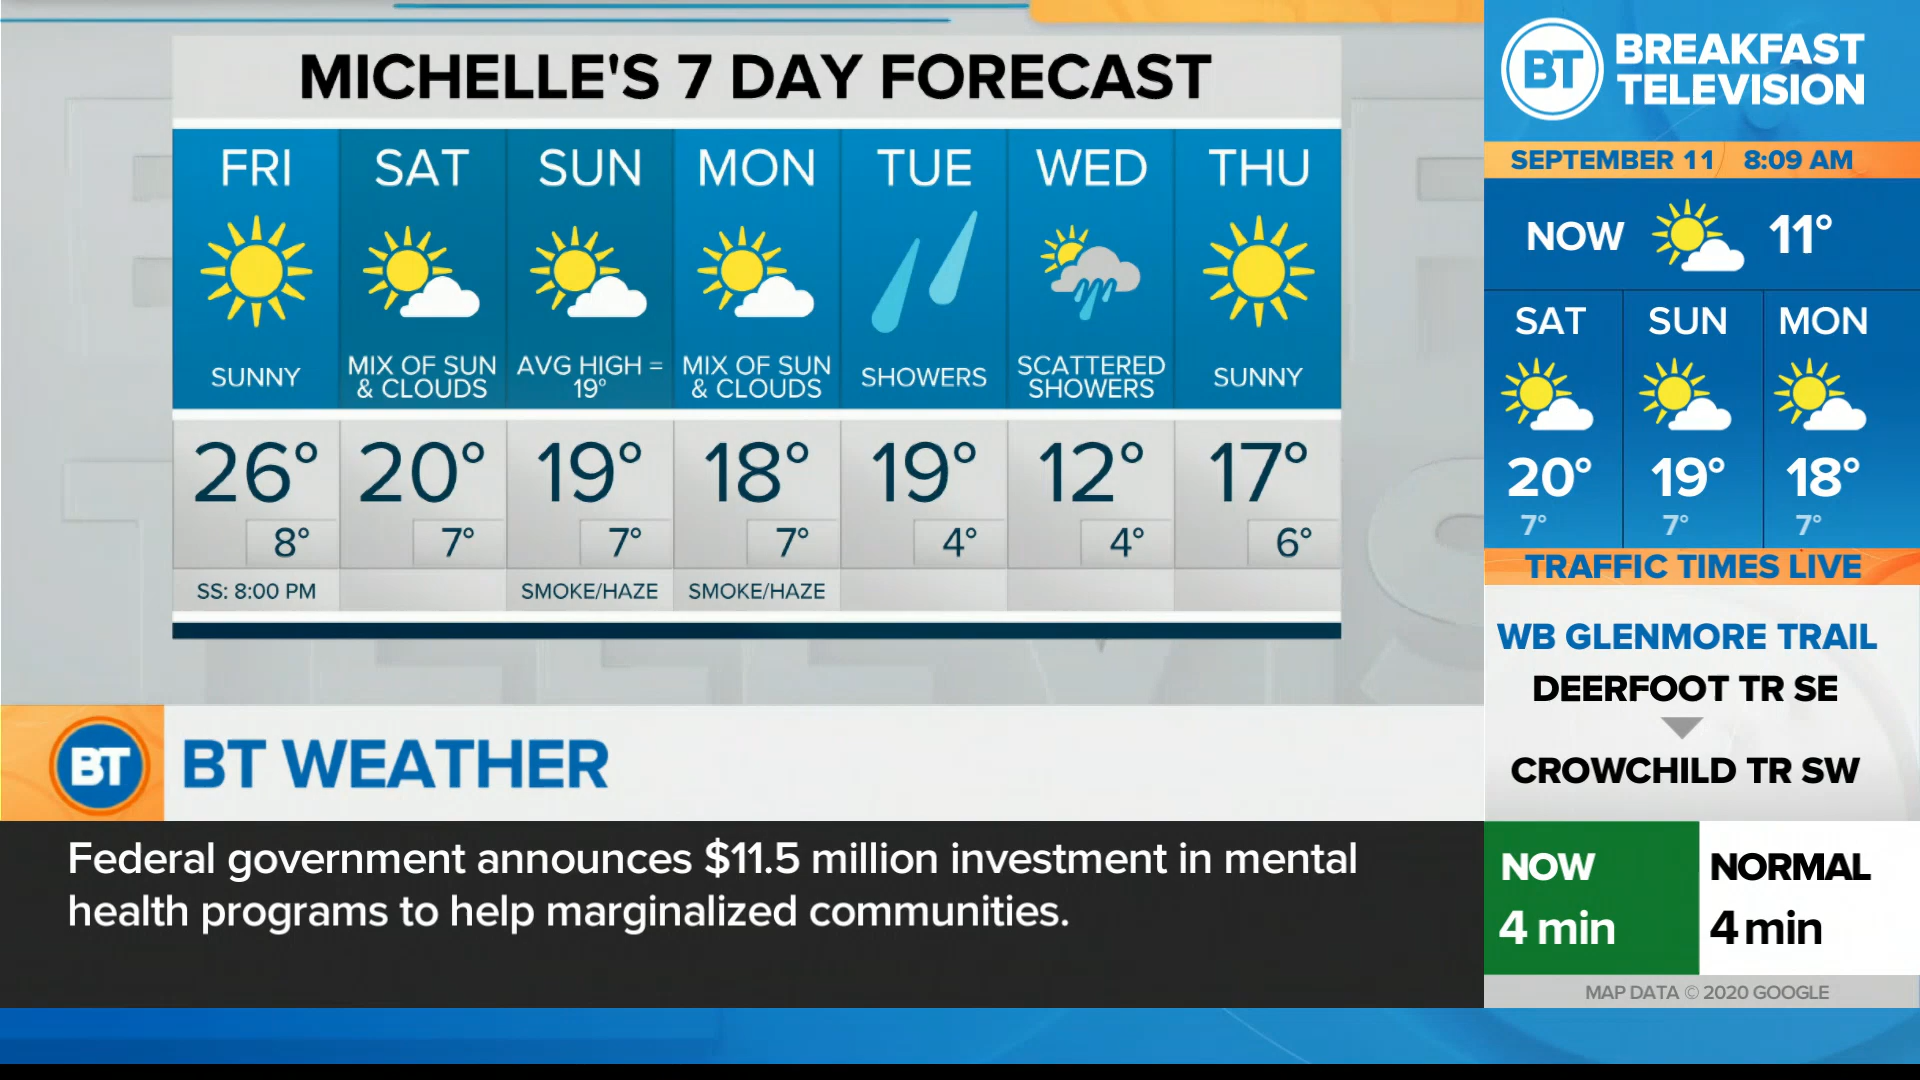 MICHELLE'S 7 DAY FORECAST
FRI SAT SUN MON TUE WED THU
SUNNY
MIX OF SUN
& CLOUDS
AVG HIGH =
19°
MIX OF SUN
& CLOUDS
SHOWERS
SCATTERED
SHOWERS
SUNNY
26° 20° 19° 18° 19° 12° 17°
8° 7° 7° 7° 4° 4° 6°
SS: 8:00 PM SMOKE/HAZE SMOKE/HAZE
BT BT WEATHER
Federal government announces $11.5 million investment in mental
health programs to help marginalized communities.
BT
BREAKFAST
TELEVISION
SEPTEMBER 11 8:09 AM
NOW 11°
SAT SUN MON
20° 19° 18°
7° 7° 7°
TRAFFIC TIMES LIVE
WB GLENMORE TRAIL
DEERFOOT TR SE
CROWCHILD TR SW
NOW NORMAL
4 min 4 min
MAP DATA © 2020 GOOGLE